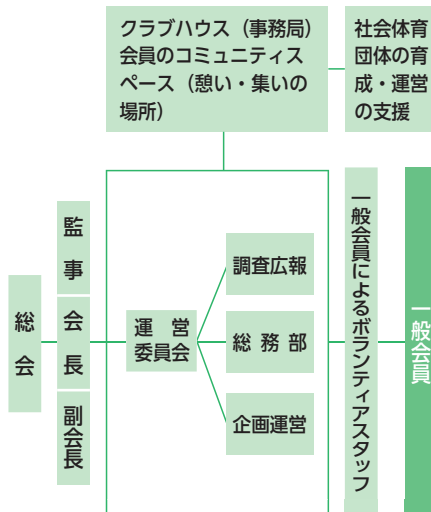 クラブハウス（事務局）
会員のコミュニティス
ペース（憩い・集いの
場所）
社会体育
団体の育
成・運営
の支援
総会
監事
会長
副会長
運営
委員会
調査広報
総務部
企画運営
一般会員によるボランティアスタッフ
一般会員